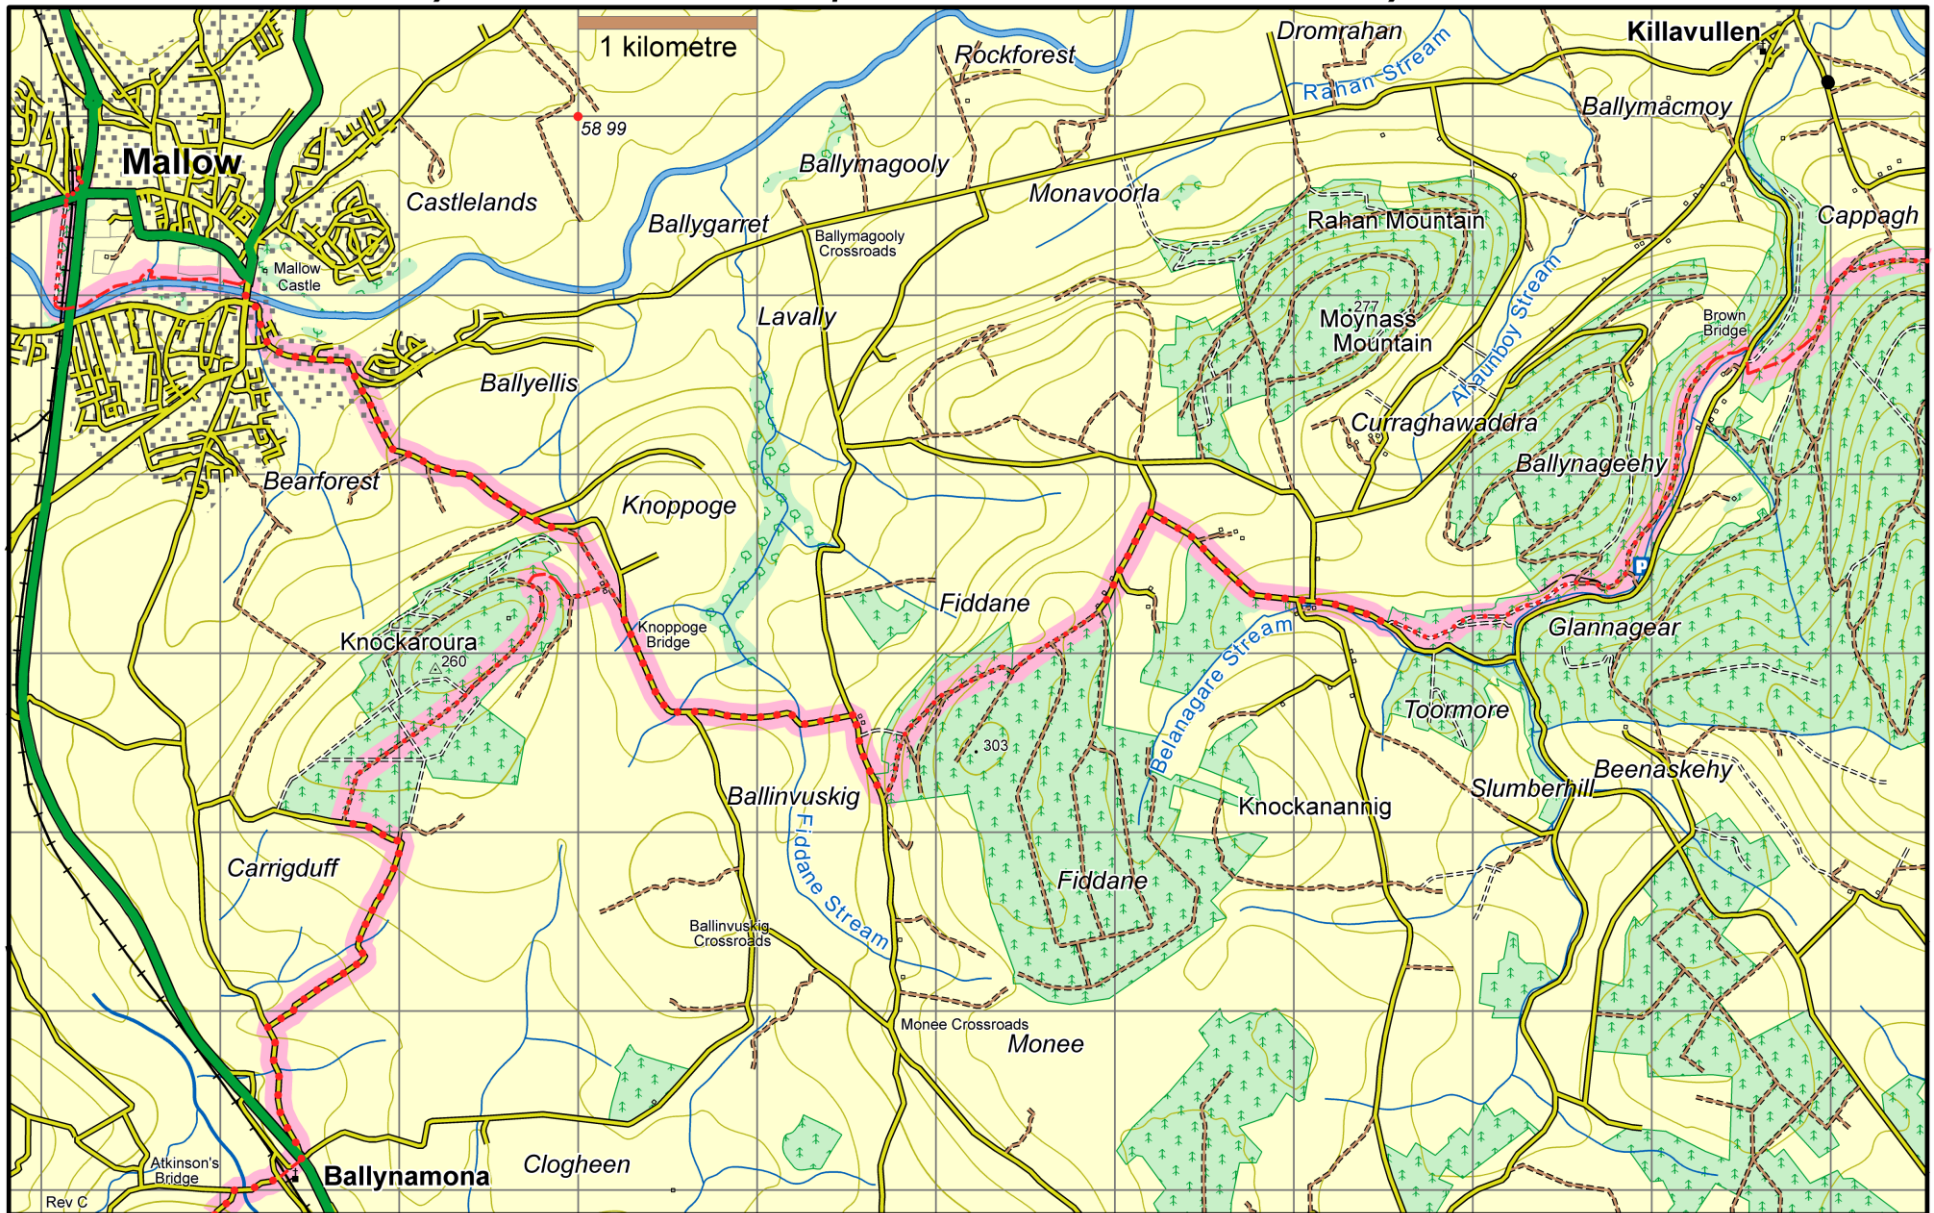 1 kilometre
Rockforest
Dromrahan
Killavullen
Rahan Stream
Ballymacmoy
58 99
Mallow
Ballymagooly
Castlelands
Monavoorla
Ballygarret
Rahan Mountain
Cappagh
Ballymagooly
Crossroads
Mallow
Castle
Lavally
277
Moynass
Mountain
Ahaunboy Stream
Brown
Bridge
Ballyellis
Curraghawaddra
Bearforest
Ballynageehy
Knoppoge
P
Fiddane
Knockaroura
260
Knoppoge
Bridge
Belanagare Stream
Glannagear
Toormore
303
Ballinvuskig
Knockanannig
Slumberhill
Beenaskehy
Carrigduff
Fiddane Stream
Fiddane
Ballinvuskig
Crossroads
Monee Crossroads
Monee
Atkinson's
Bridge
Ballynamona
Clogheen
Rev C